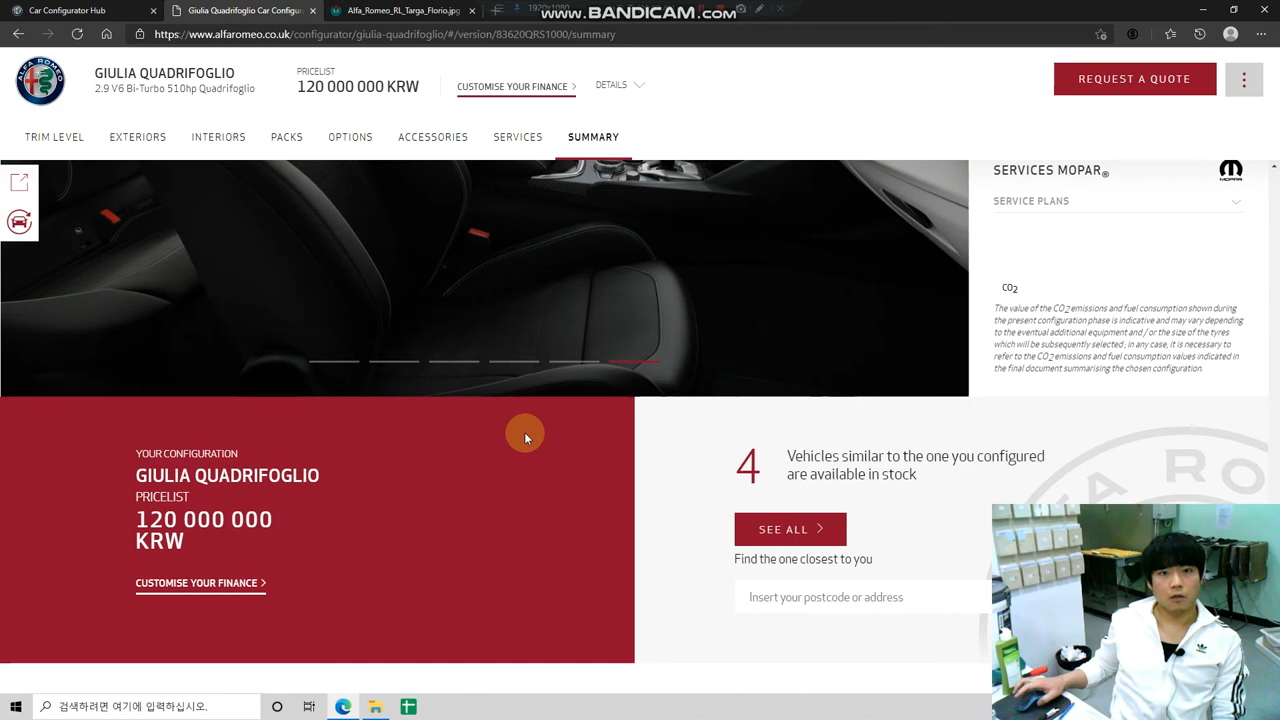 Car Configurator Hub
Giulia Quadrifoglio Car Configur
Alfa_Romeo_RL_Targa_Florio.jpg
1920x1080
WWW.BANDICAM.COM
https://www.alfaromeo.co.uk/configurator/giulia-quadrifoglio/#/version/83620QRS1000/summary
ALFA ROMEO
GIULIA QUADRIFOGLIO
2.9 V6 Bi-Turbo 510hp Quadrifoglio
PRICELIST
120 000 000 KRW
CUSTOMISE YOUR FINANCE >
DETAILS
REQUEST A QUOTE
TRIM LEVEL
EXTERIORS
INTERIORS
PACKS
OPTIONS
ACCESSORIES
SERVICES
SUMMARY
SERVICES MOPAR®
MOPAR
SERVICE PLANS
CO2
The value of the CO2 emissions and fuel consumption shown during
the present configuration phase is indicative and may vary depending
to the eventual additional equipment and / or the size of the tyres
which will be subsequently selected; in any case, it is necessary to
refer to the CO2 emissions and fuel consumption values indicated in
the final document summarising the chosen configuration.
YOUR CONFIGURATION
GIULIA QUADRIFOGLIO
PRICELIST
120 000 000
KRW
CUSTOMISE YOUR FINANCE >
4
Vehicles similar to the one you configured
are available in stock
SEE ALL >
Find the one closest to you
Insert your postcode or address
ALFA RO
검색하려면 여기에 입력하십시오.